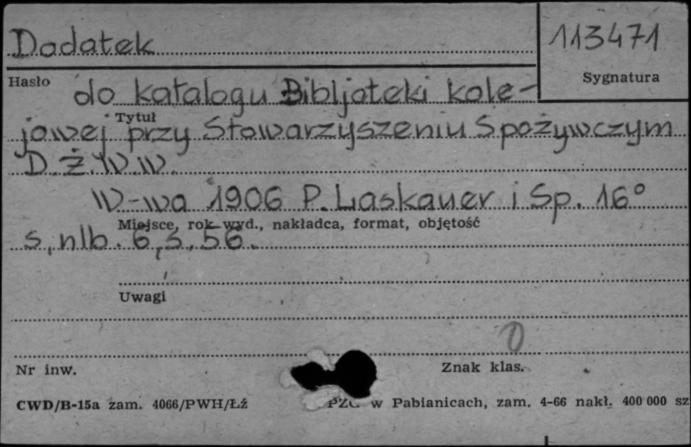 Dodatek 113471
Hasło Sygnatura
do katalogu Bibljoteki kole-
Tytuł
jowej przy Stowarzyszeniu Spożywczym
D.Ż.W.W.
W-wa 1906 P. Laskauer i Sp. 16°
Miejsce, rok wyd., nakładca, format, objętość
s. nlb. 6, s. 56.
Uwagi
0
Nr inw. Znak klas.
CWD/B-15a zam. 4066/PWH/Łź PZG w Pabianicach, zam. 4-66 nakł. 400 000 sz